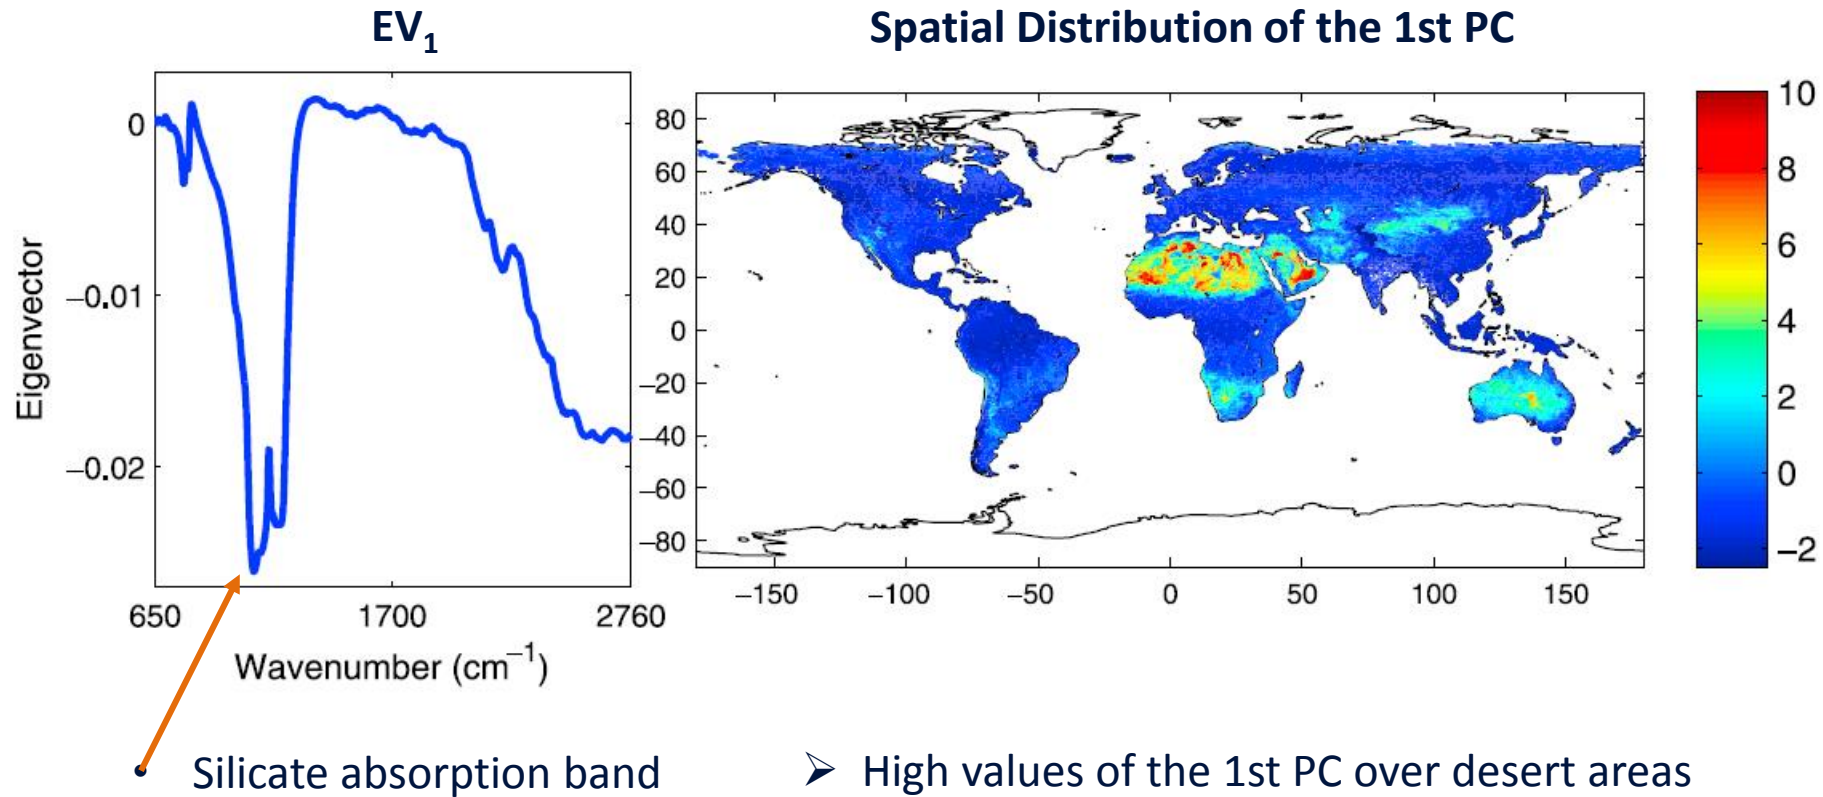 EV₁
Spatial Distribution of the 1st PC
0
−0.01
−0.02
Eigenvector
650 1700 2760
Wavenumber (cm⁻¹)
80
60
40
20
0
−20
−40
−60
−80
−150 −100 −50 0 50 100 150
10
8
6
4
2
0
−2
• Silicate absorption band
➢ High values of the 1st PC over desert areas